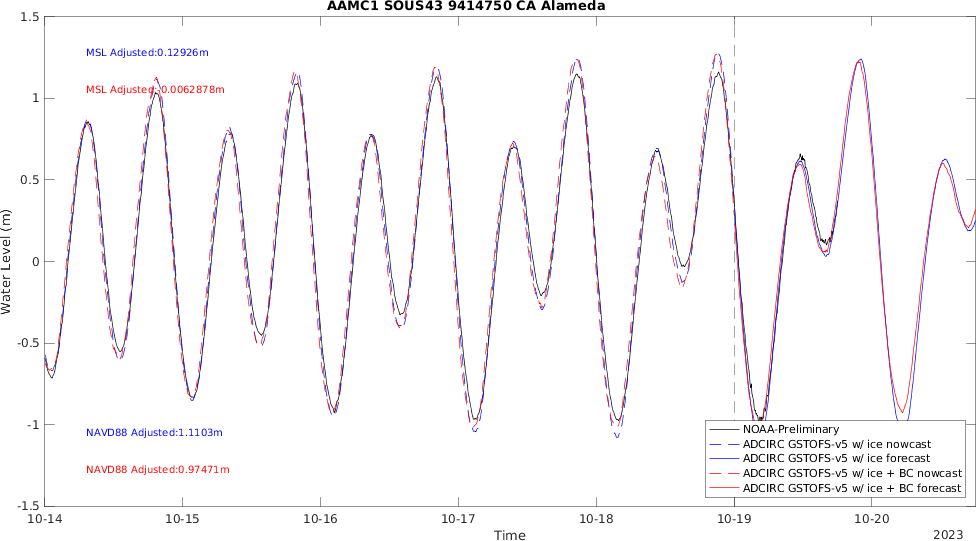 AAMC1 SOUS43 9414750 CA Alameda
1.5
1
0.5
0
-0.5
-1
-1.5
Water Level (m)
MSL Adjusted:0.12926m
MSL Adjusted:-0.0062878m
NAVD88 Adjusted:1.1103m
NAVD88 Adjusted:0.97471m
NOAA-Preliminary
ADCIRC GSTOFS-v5 w/ ice nowcast
ADCIRC GSTOFS-v5 w/ ice forecast
ADCIRC GSTOFS-v5 w/ ice + BC nowcast
ADCIRC GSTOFS-v5 w/ ice + BC forecast
10-14
10-15
10-16
10-17
10-18
10-19
10-20
Time
2023